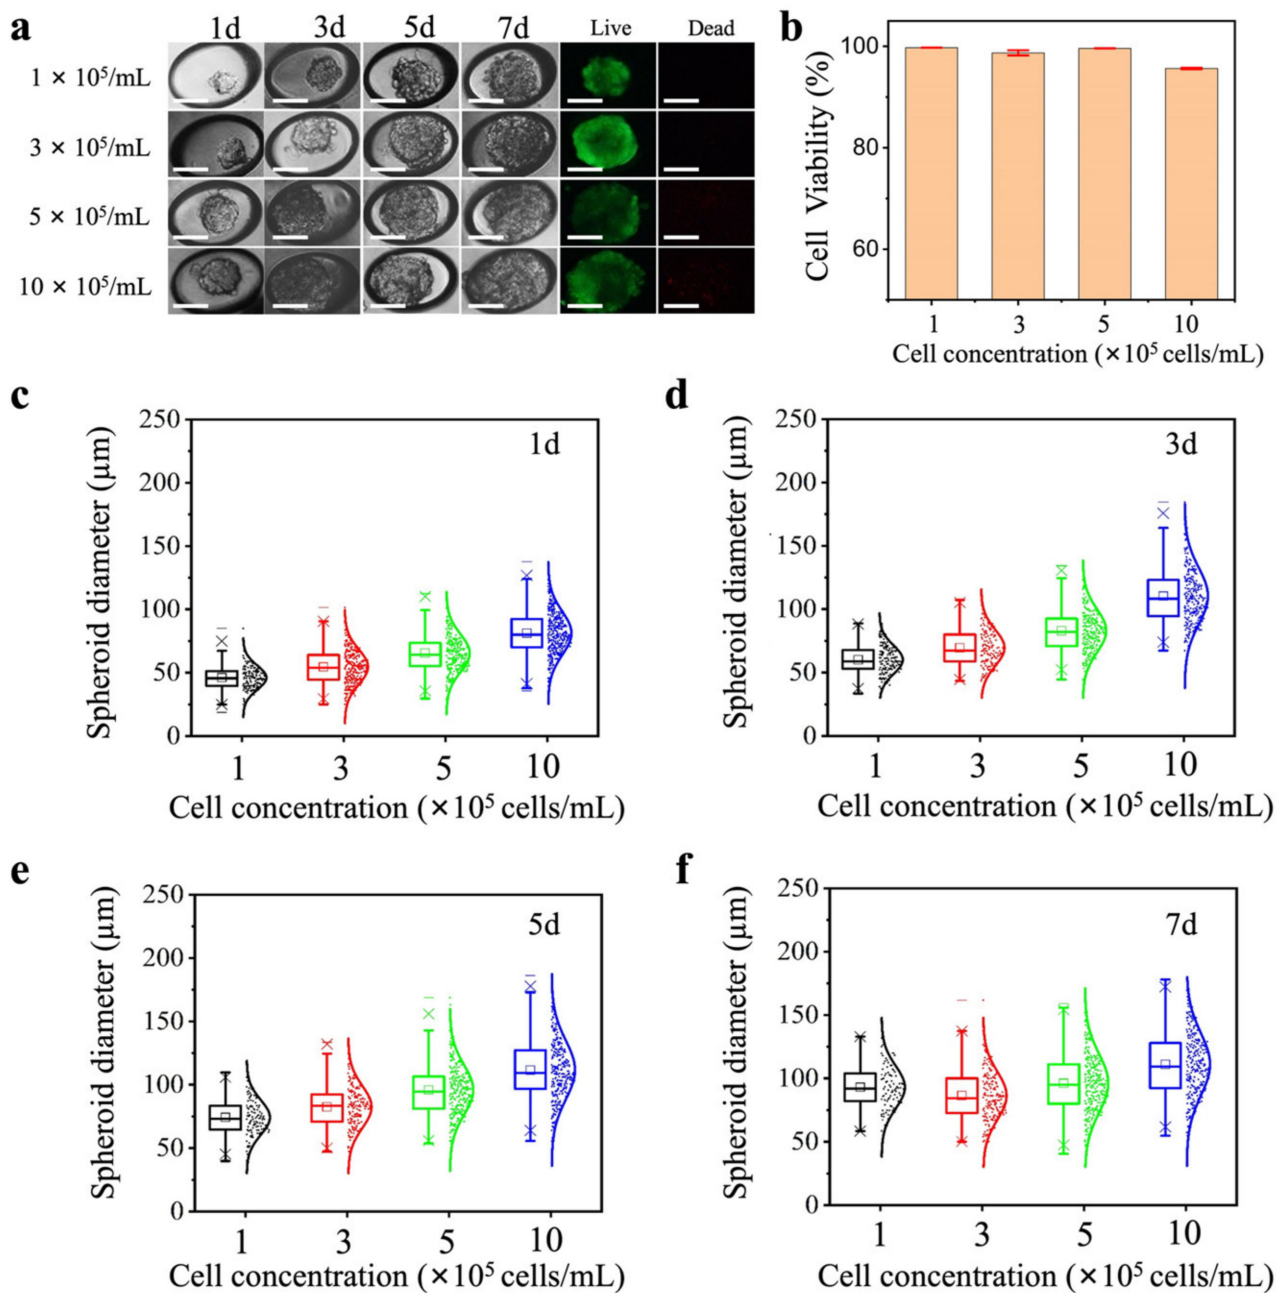 a
1d 3d 5d 7d Live Dead
1 × 10⁵/mL
3 × 10⁵/mL
5 × 10⁵/mL
10 × 10⁵/mL
b
Cell Viability (%)
100
80
60
1 3 5 10
Cell concentration (×10⁵ cells/mL)
c
1d
Spheroid diameter (μm)
250
200
150
100
50
0
1 3 5 10
Cell concentration (×10⁵ cells/mL)
d
3d
Spheroid diameter (μm)
250
200
150
100
50
0
1 3 5 10
Cell concentration (×10⁵ cells/mL)
e
5d
Spheroid diameter (μm)
250
200
150
100
50
0
1 3 5 10
Cell concentration (×10⁵ cells/mL)
f
7d
Spheroid diameter (μm)
250
200
150
100
50
0
1 3 5 10
Cell concentration (×10⁵ cells/mL)